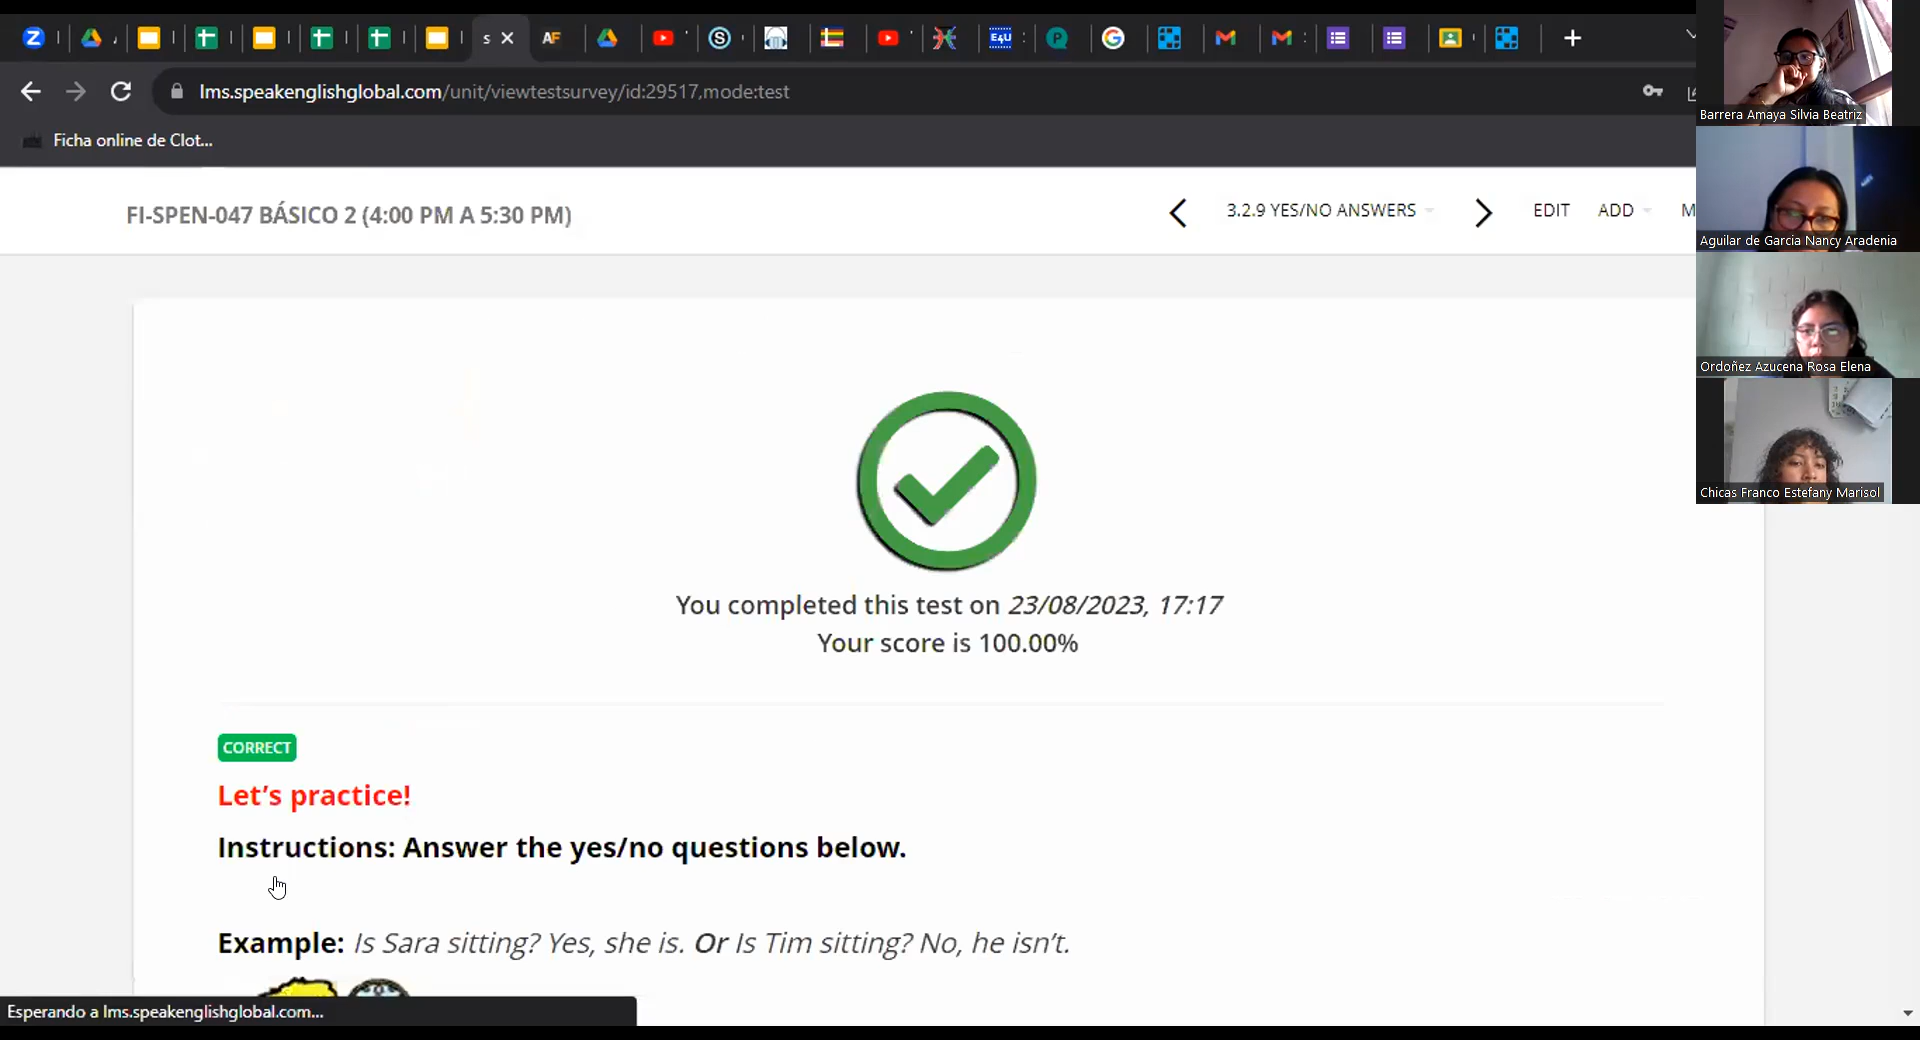 s
AF
E4U
lms.speakenglishglobal.com/unit/viewtestsurvey/id:29517,mode:test
Ficha online de Clot...
FI-SPEN-047 BÁSICO 2 (4:00 PM A 5:30 PM)
3.2.9 YES/NO ANSWERS
EDIT
ADD
M
Barrera Amaya Silvia Beatriz
Aguilar de Garcia Nancy Aradenia
Ordoñez Azucena Rosa Elena
Chicas Franco Estefany Marisol
You completed this test on 23/08/2023, 17:17
Your score is 100.00%
CORRECT
Let's practice!
Instructions: Answer the yes/no questions below.
Example: Is Sara sitting? Yes, she is. Or Is Tim sitting? No, he isn't.
Esperando a lms.speakenglishglobal.com...